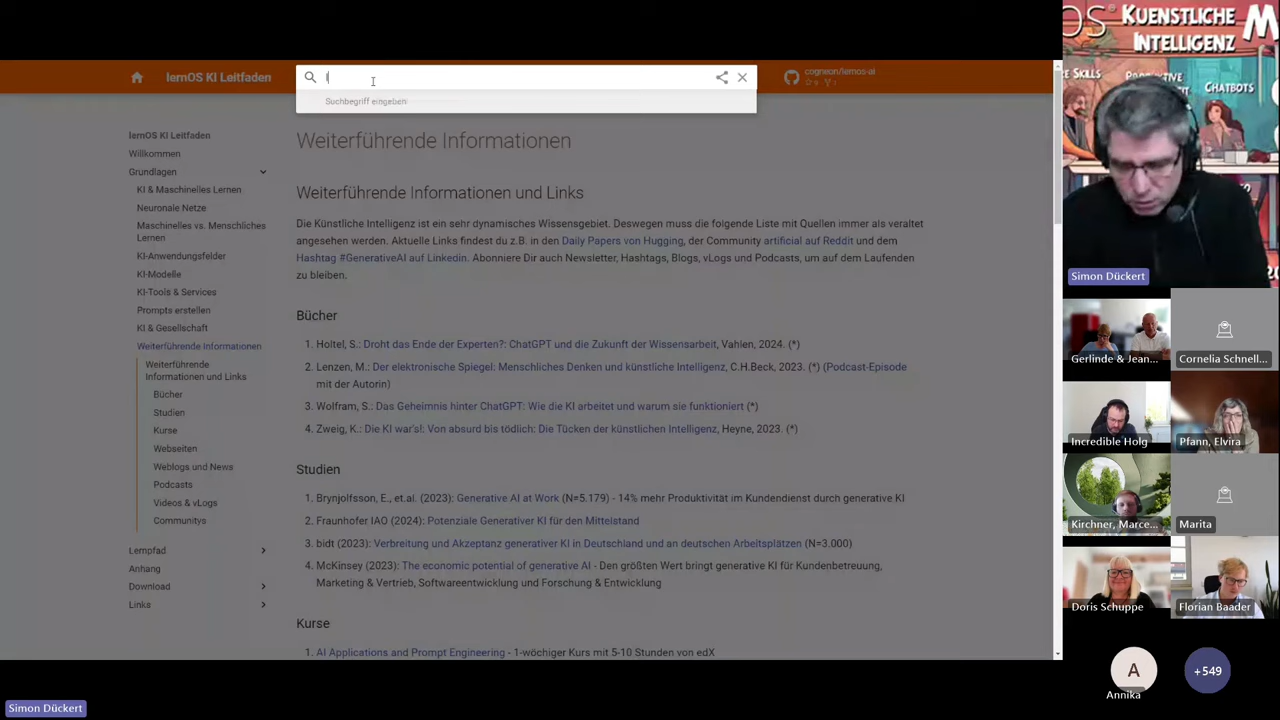 OS® KUENSTLICHE
INTELLIGENZ
CHATBOTS
lernOS KI Leitfaden
cogneon/lernos-ai
Suchbegriff eingeben
lernOS KI Leitfaden
Willkommen
Grundlagen
KI & Maschinelles Lernen
Neuronale Netze
Maschinelles vs. Menschliches
Lernen
KI-Anwendungsfelder
KI-Modelle
KI-Tools & Services
Prompts erstellen
KI & Gesellschaft
Weiterführende Informationen
Weiterführende
Informationen und Links
Bücher
Studien
Kurse
Webseiten
Weblogs und News
Podcasts
Videos & vLogs
Communitys
Lernpfad
Anhang
Download
Links
Weiterführende Informationen
Weiterführende Informationen und Links
Die Künstliche Intelligenz ist ein sehr dynamisches Wissensgebiet. Deswegen muss die folgende Liste mit Quellen immer als veraltet
angesehen werden. Aktuelle Links findest du z.B. in den Daily Papers von Hugging, der Community artificial auf Reddit und dem
Hashtag #GenerativeAI auf Linkedin. Abonniere Dir auch Newsletter, Hashtags, Blogs, vLogs und Podcasts, um auf dem Laufenden
zu bleiben.
Bücher
1. Holtel, S.: Droht das Ende der Experten?: ChatGPT und die Zukunft der Wissensarbeit, Vahlen, 2024. (*)
2. Lenzen, M.: Der elektronische Spiegel: Menschliches Denken und künstliche Intelligenz, C.H.Beck, 2023. (*) (Podcast-Episode
mit der Autorin)
3. Wolfram, S.: Das Geheimnis hinter ChatGPT: Wie die KI arbeitet und warum sie funktioniert (*)
4. Zweig, K.: Die KI war's!: Von absurd bis tödlich: Die Tücken der künstlichen Intelligenz, Heyne, 2023. (*)
Studien
1. Brynjolfsson, E., et.al. (2023): Generative AI at Work (N=5.179) - 14% mehr Produktivität im Kundendienst durch generative KI
2. Fraunhofer IAO (2024): Potenziale Generativer KI für den Mittelstand
3. bidt (2023): Verbreitung und Akzeptanz generativer KI in Deutschland und an deutschen Arbeitsplätzen (N=3.000)
4. McKinsey (2023): The economic potential of generative AI - Den größten Wert bringt generative KI für Kundenbetreuung,
Marketing & Vertrieb, Softwareentwicklung und Forschung & Entwicklung
Kurse
1. AI Applications and Prompt Engineering - 1-wöchiger Kurs mit 5-10 Stunden von edX
Simon Dückert
Gerlinde & Jean...
Cornelia Schnell...
Incredible Holg
Pfann, Elvira
Kirchner, Marce...
Marita
Doris Schuppe
Florian Baader
A
Annika
+549
Simon Dückert